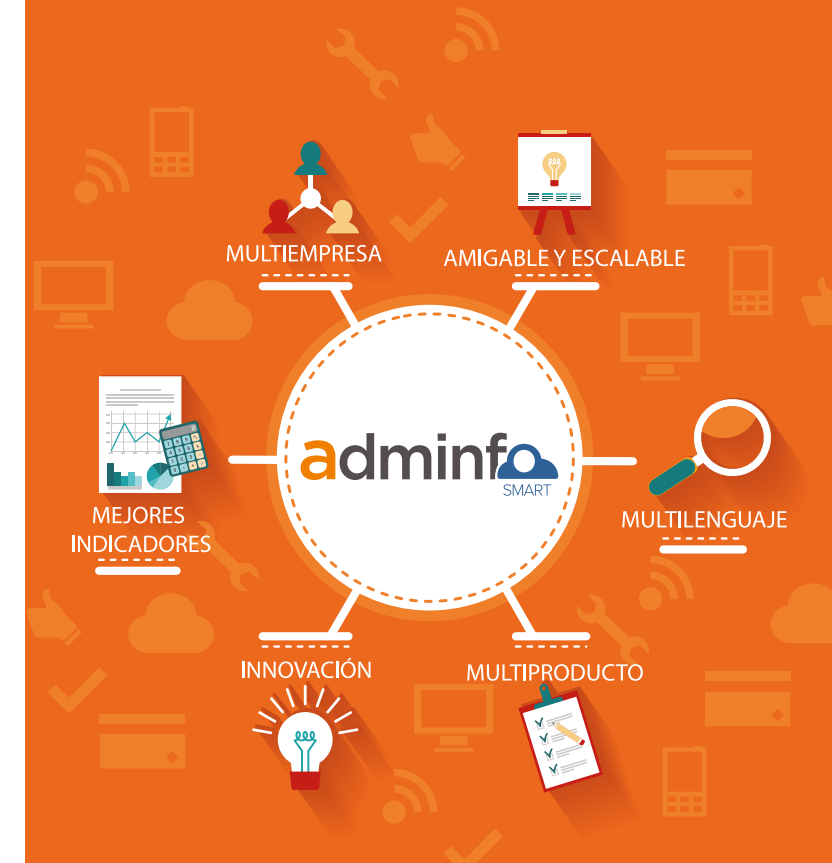 MULTIEMPRESA
AMIGABLE Y ESCALABLE
adminfo
SMART
MEJORES
INDICADORES
MULTILENGUAJE
INNOVACIÓN
MULTIPRODUCTO